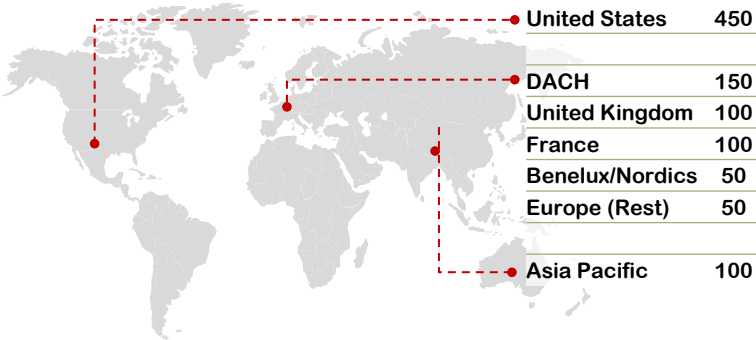 United States 450
DACH 150
United Kingdom 100
France 100
Benelux/Nordics 50
Europe (Rest) 50
Asia Pacific 100